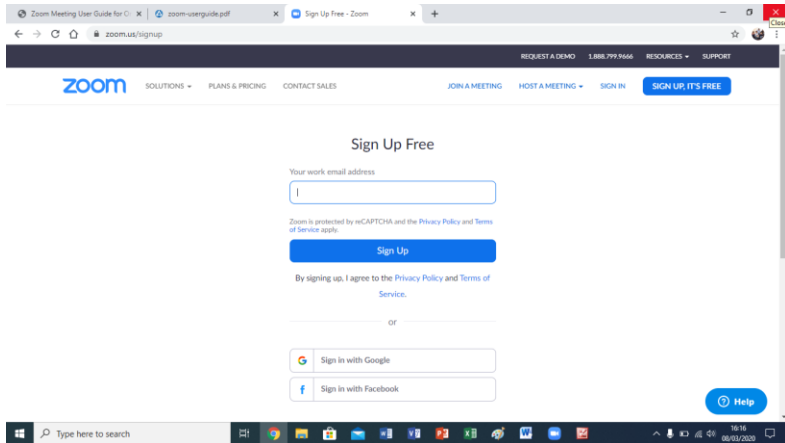 Zoom Meeting User Guide for C
zoom-userguide.pdf
Sign Up Free - Zoom
Close
zoom.us/signup
REQUEST A DEMO 1.888.799.9666 RESOURCES SUPPORT
zoom SOLUTIONS PLANS & PRICING CONTACT SALES JOIN A MEETING HOST A MEETING SIGN IN SIGN UP, IT'S FREE
Sign Up Free
Your work email address
Zoom is protected by reCAPTCHA and the Privacy Policy and Terms
of Service apply.
Sign Up
By signing up, I agree to the Privacy Policy and Terms of
Service.
or
Sign in with Google
Sign in with Facebook
Help
Type here to search
16:16
08/03/2020